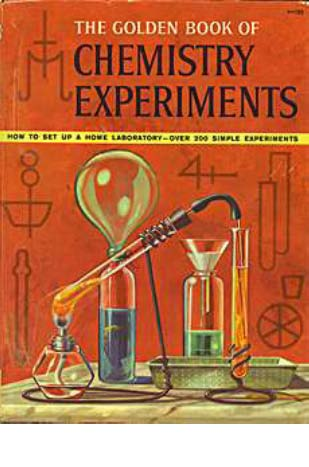 THE GOLDEN BOOK OF
CHEMISTRY
EXPERIMENTS
HOW TO SET UP A HOME LABORATORY—OVER 200 SIMPLE EXPERIMENTS